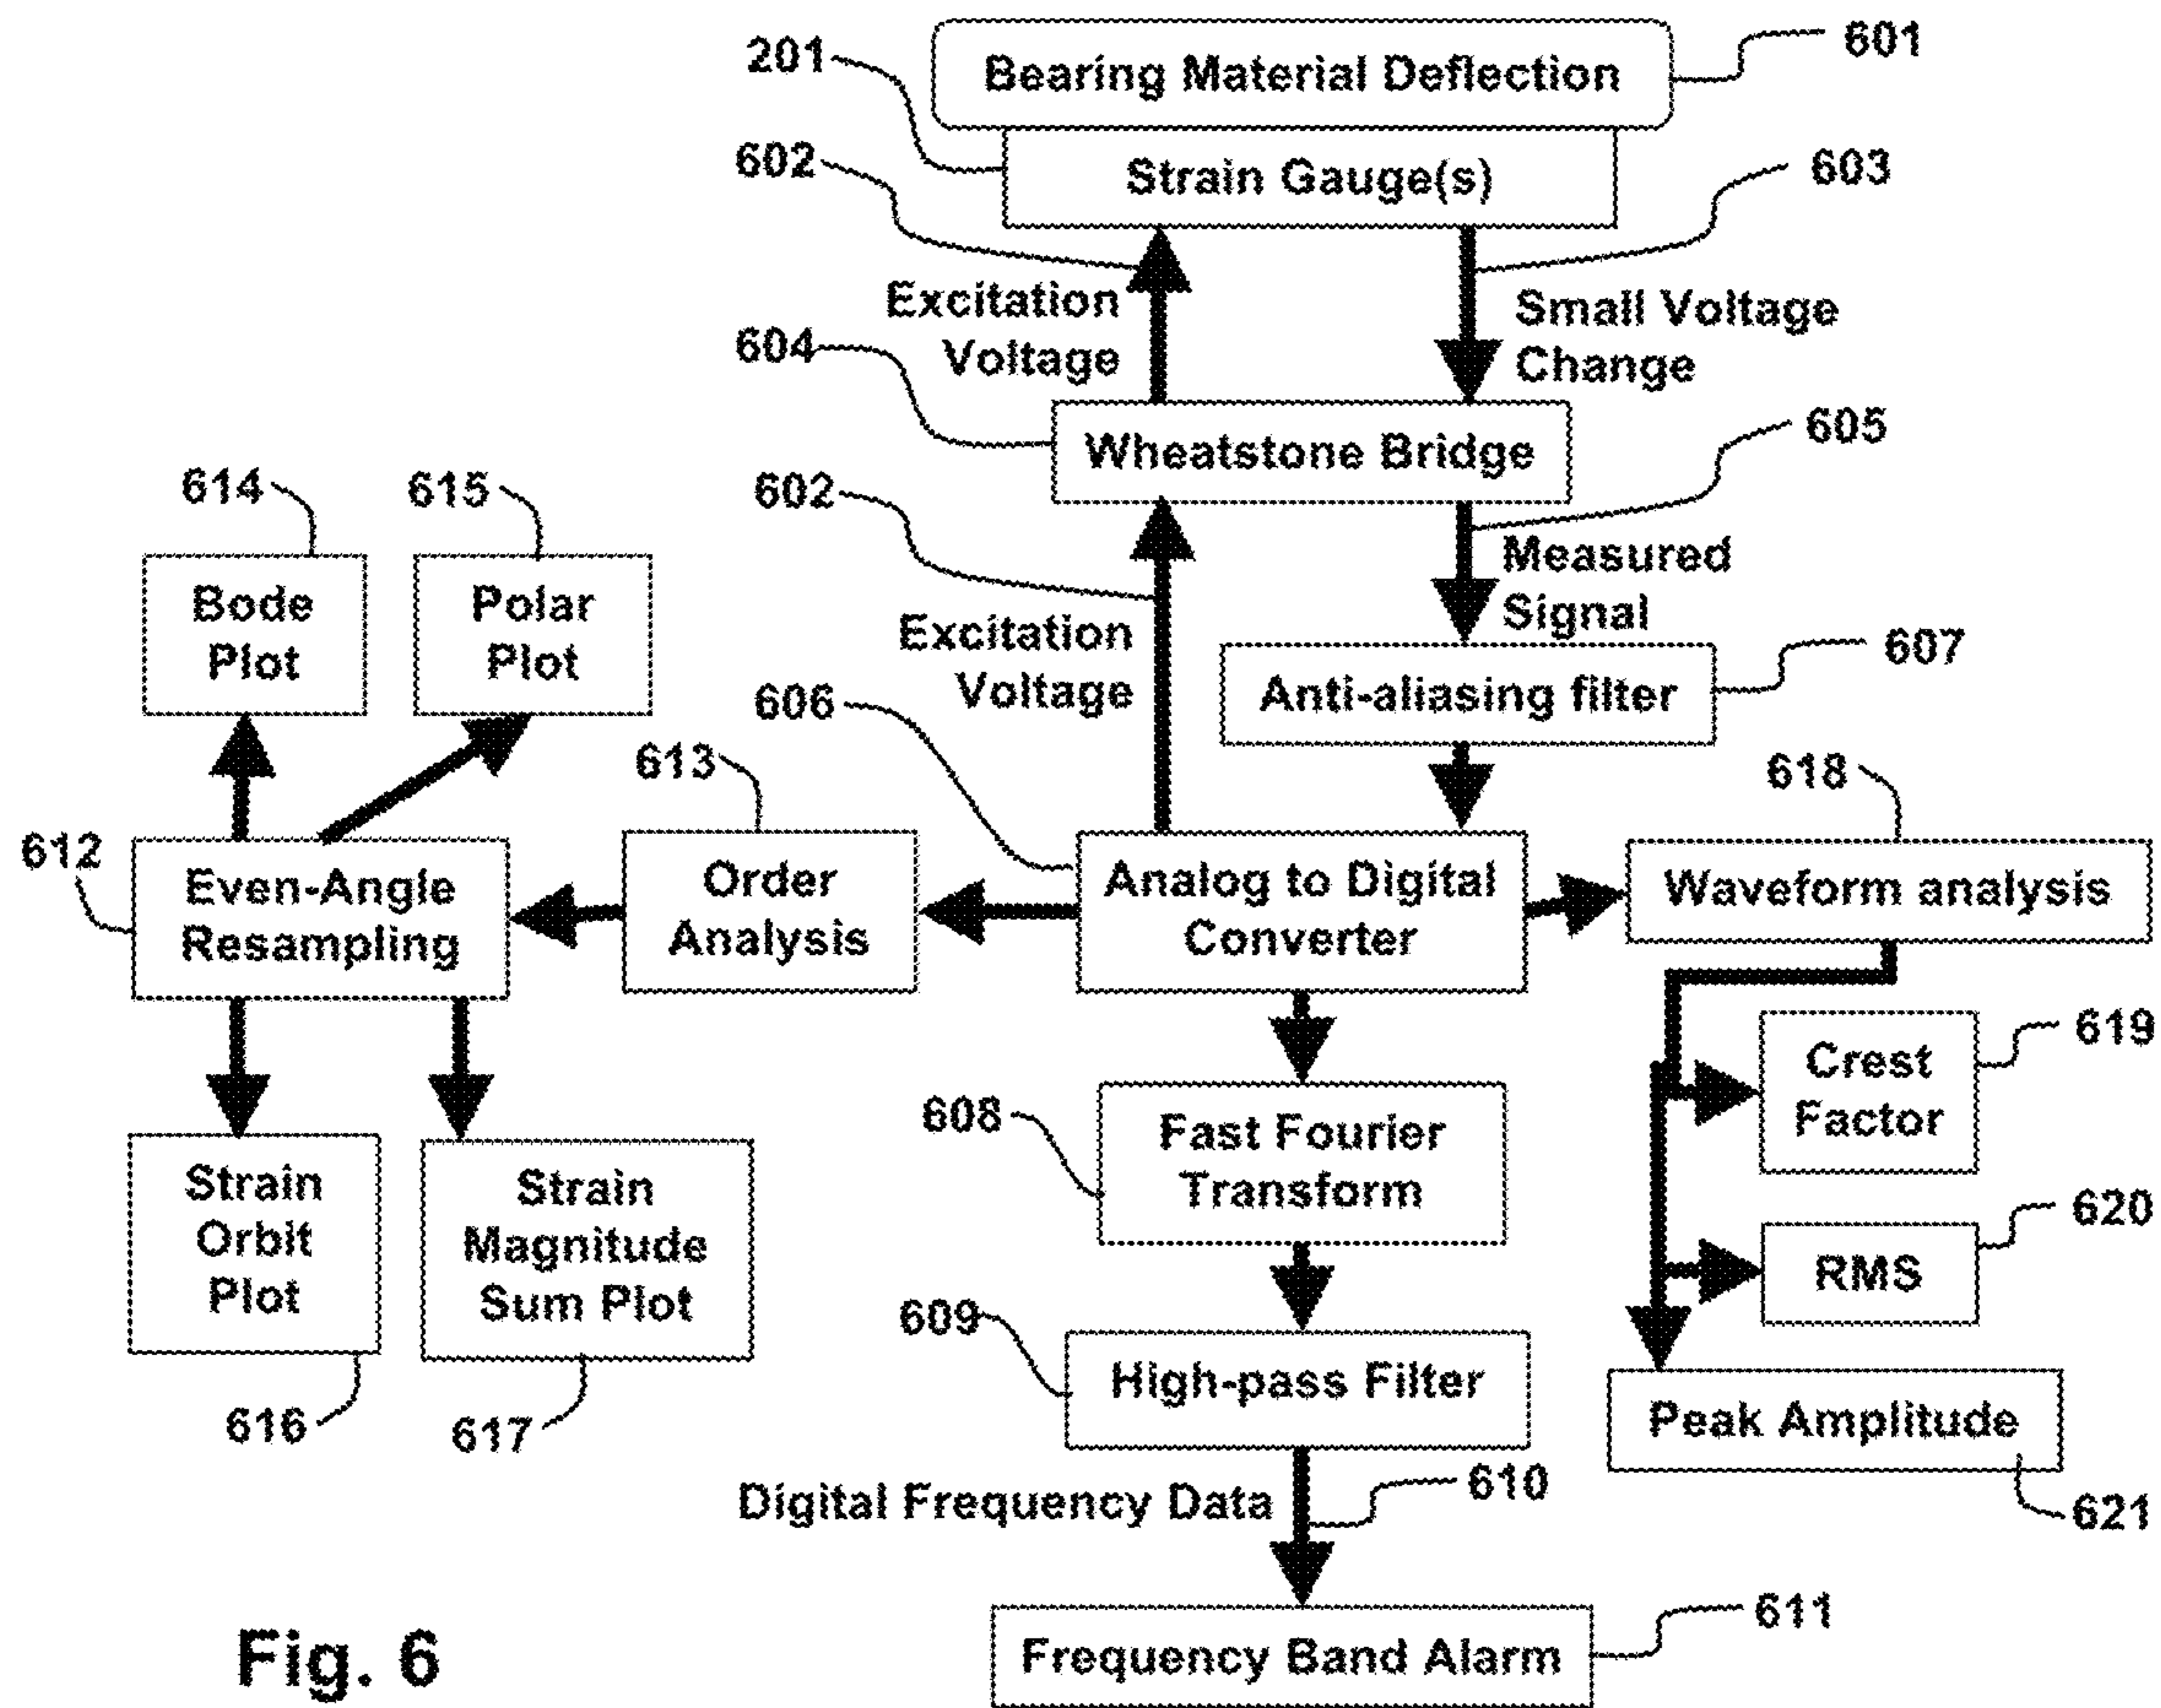 601
201
Bearing Material Deflection
602
Strain Gauge(s)
603
Excitation
Voltage
Small Voltage
Change
604
Wheatstone Bridge
605
614
615
602
Measured
Signal
Bode
Plot
Polar
Plot
Excitation
Voltage
607
606
Anti-aliasing filter
613
618
612
Even-Angle
Resampling
Order
Analysis
Analog to Digital
Converter
Waveform analysis
619
Crest
Factor
608
Fast Fourier
Transform
Strain
Orbit
Plot
Strain
Magnitude
Sum Plot
620
RMS
609
High-pass Filter
616
617
Peak Amplitude
610
Digital Frequency Data
621
611
Frequency Band Alarm
Fig. 6